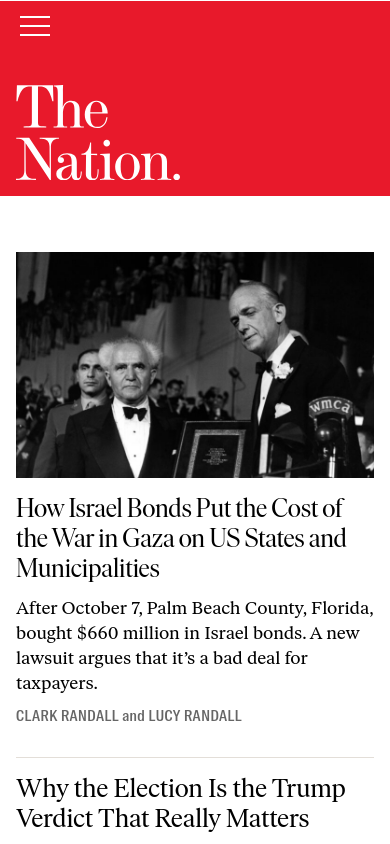 The
Nation.
wmca
How Israel Bonds Put the Cost of
the War in Gaza on US States and
Municipalities
After October 7, Palm Beach County, Florida,
bought $660 million in Israel bonds. A new
lawsuit argues that it’s a bad deal for
taxpayers.
CLARK RANDALL and LUCY RANDALL
Why the Election Is the Trump
Verdict That Really Matters